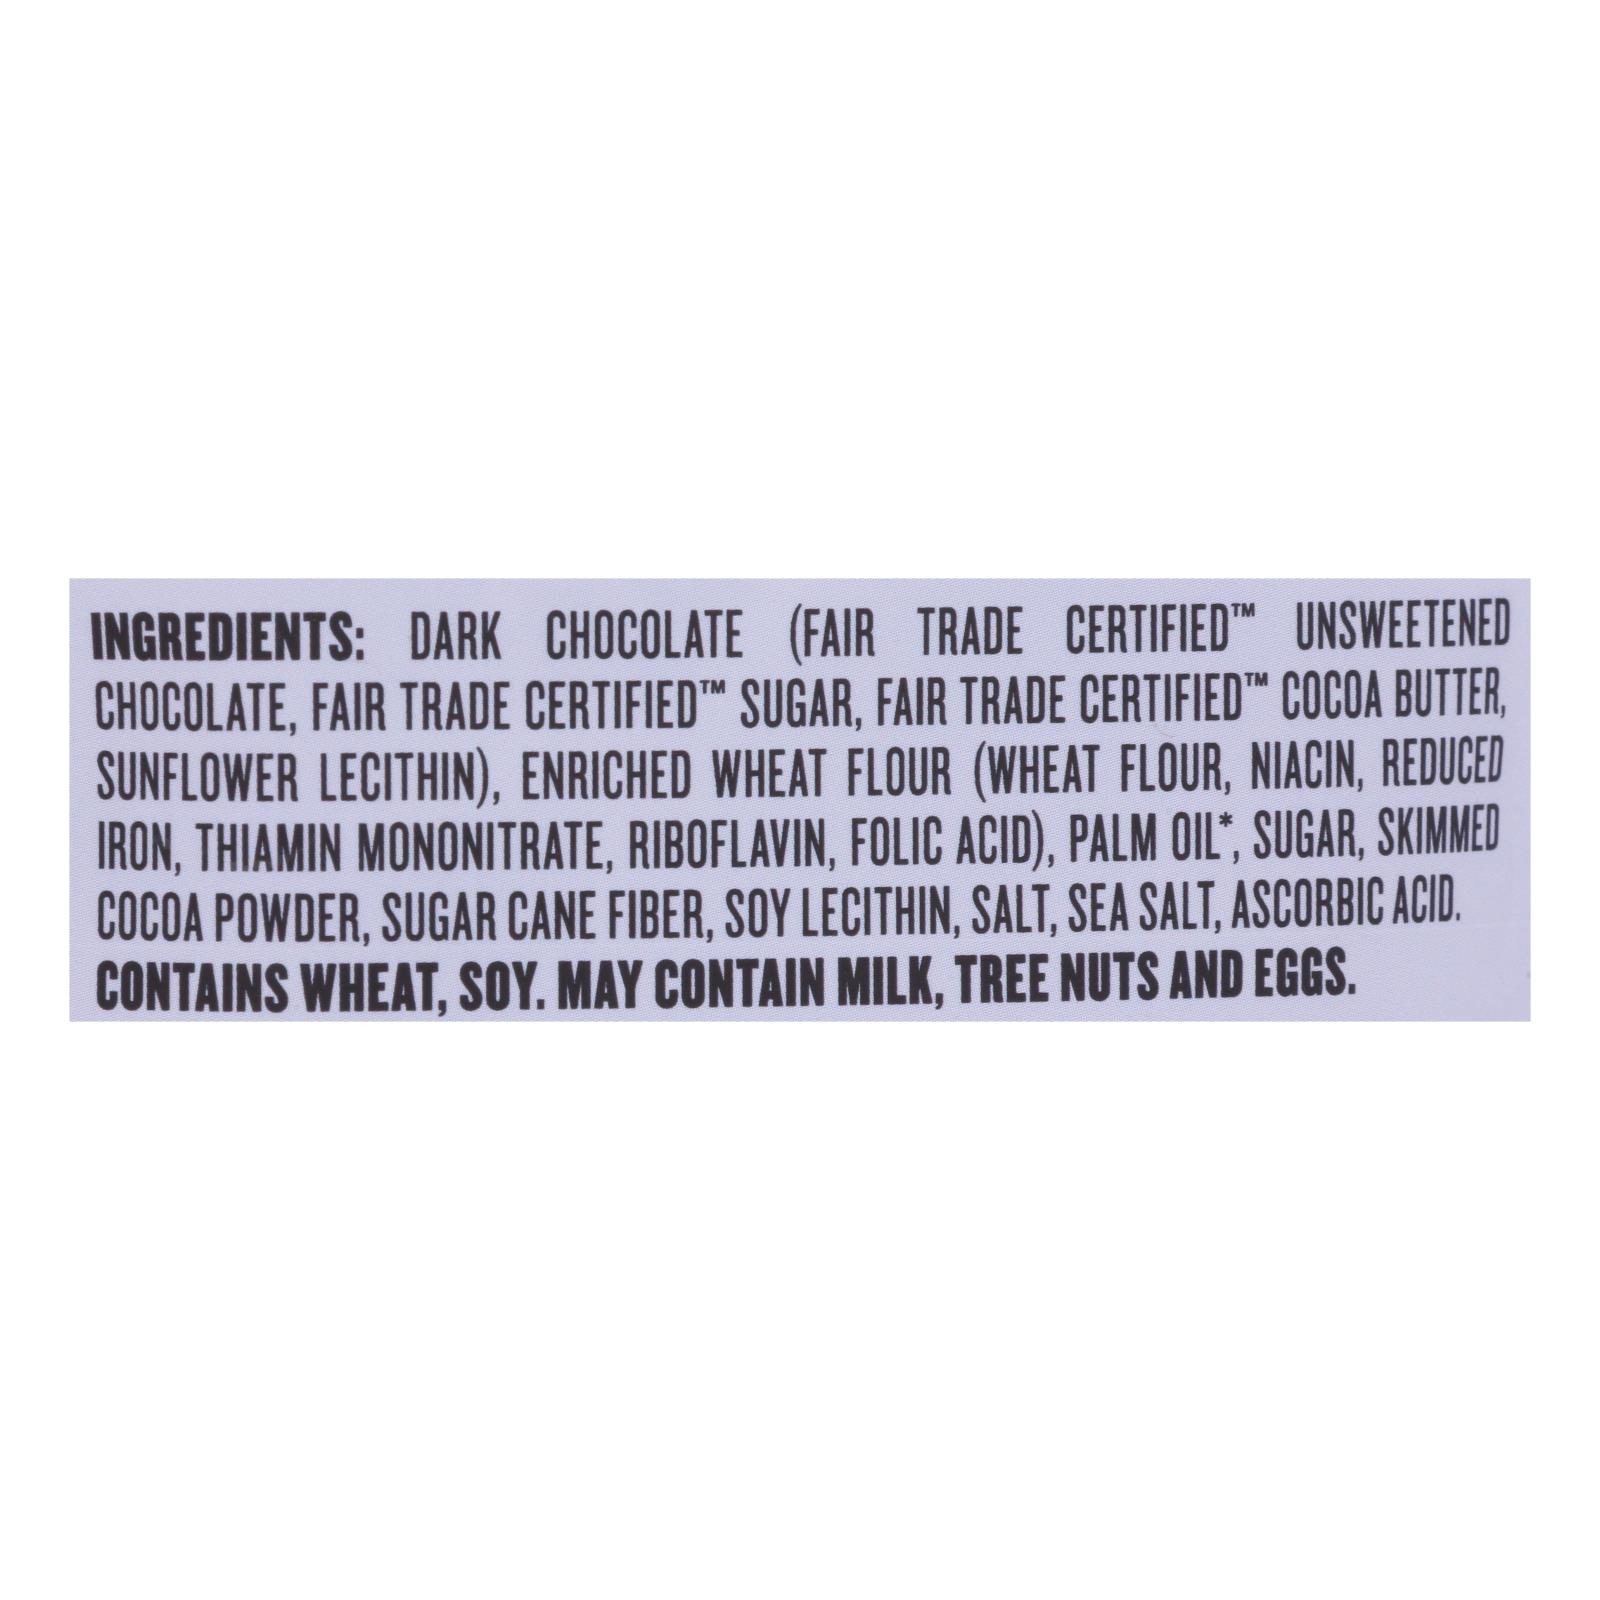 INGREDIENTS: DARK CHOCOLATE (FAIR TRADE CERTIFIED™ UNSWEETENED
CHOCOLATE, FAIR TRADE CERTIFIED™ SUGAR, FAIR TRADE CERTIFIED™ COCOA BUTTER,
SUNFLOWER LECITHIN), ENRICHED WHEAT FLOUR (WHEAT FLOUR, NIACIN, REDUCED
IRON, THIAMIN MONONITRATE, RIBOFLAVIN, FOLIC ACID), PALM OIL*, SUGAR, SKIMMED
COCOA POWDER, SUGAR CANE FIBER, SOY LECITHIN, SALT, SEA SALT, ASCORBIC ACID.
CONTAINS WHEAT, SOY. MAY CONTAIN MILK, TREE NUTS AND EGGS.